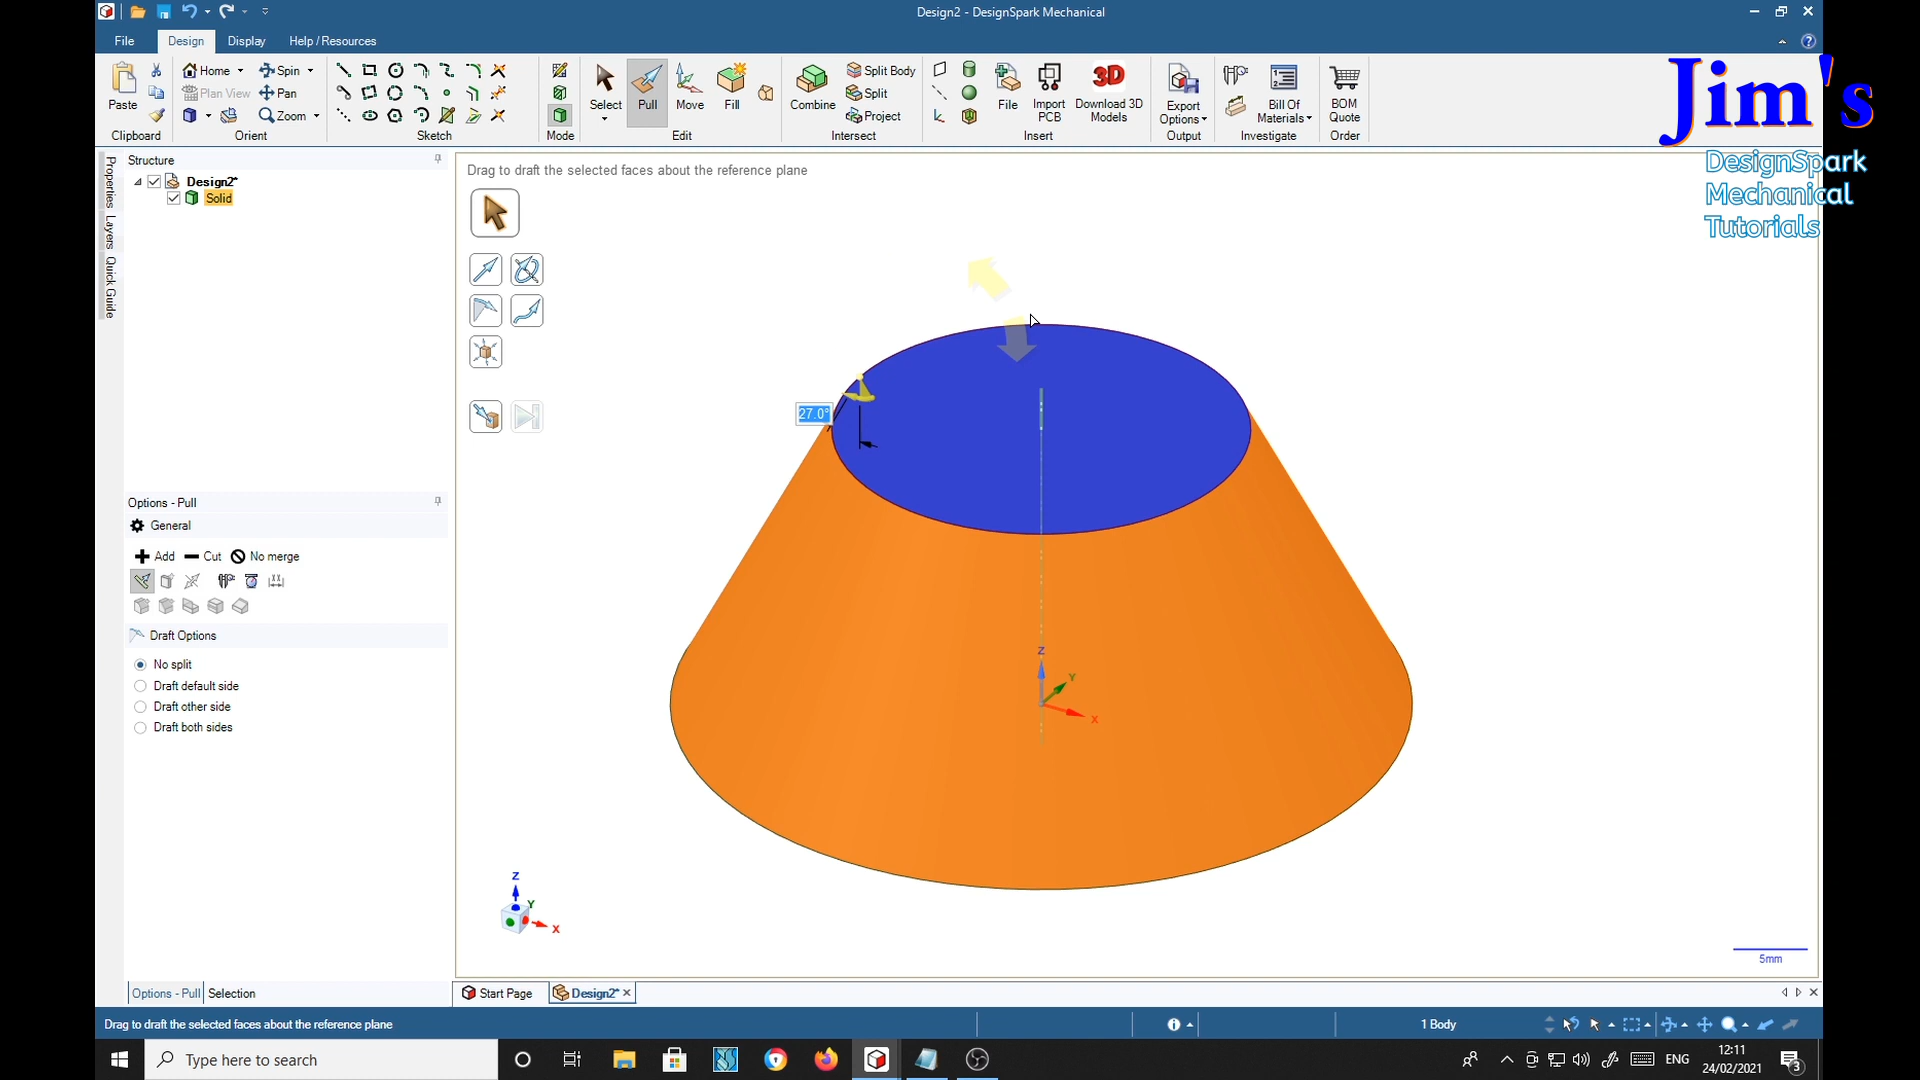 Design2 - DesignSpark Mechanical
File Design Display Help / Resources
Jim's
DesignSpark
Mechanical
Tutorials
Paste
Clipboard
Home Spin
Plan View Pan
Zoom
Orient
Sketch
Mode
Select Pull Move Fill
Edit
Combine
Split Body
Split
Project
Intersect
File
Import
PCB
Download 3D
Models
Insert
Export
Options
Output
Bill Of
Materials
Investigate
BOM
Quote
Order
Properties
Layers
Quick Guide
Structure
Design2*
Solid
Drag to draft the selected faces about the reference plane
27.0°
Z
Y
X
Options - Pull
General
Add Cut No merge
Draft Options
No split
Draft default side
Draft other side
Draft both sides
Z
Y
X
5mm
Options - Pull Selection
Start Page Design2*
Drag to draft the selected faces about the reference plane
1 Body
Type here to search
ENG
12:11
24/02/2021
3